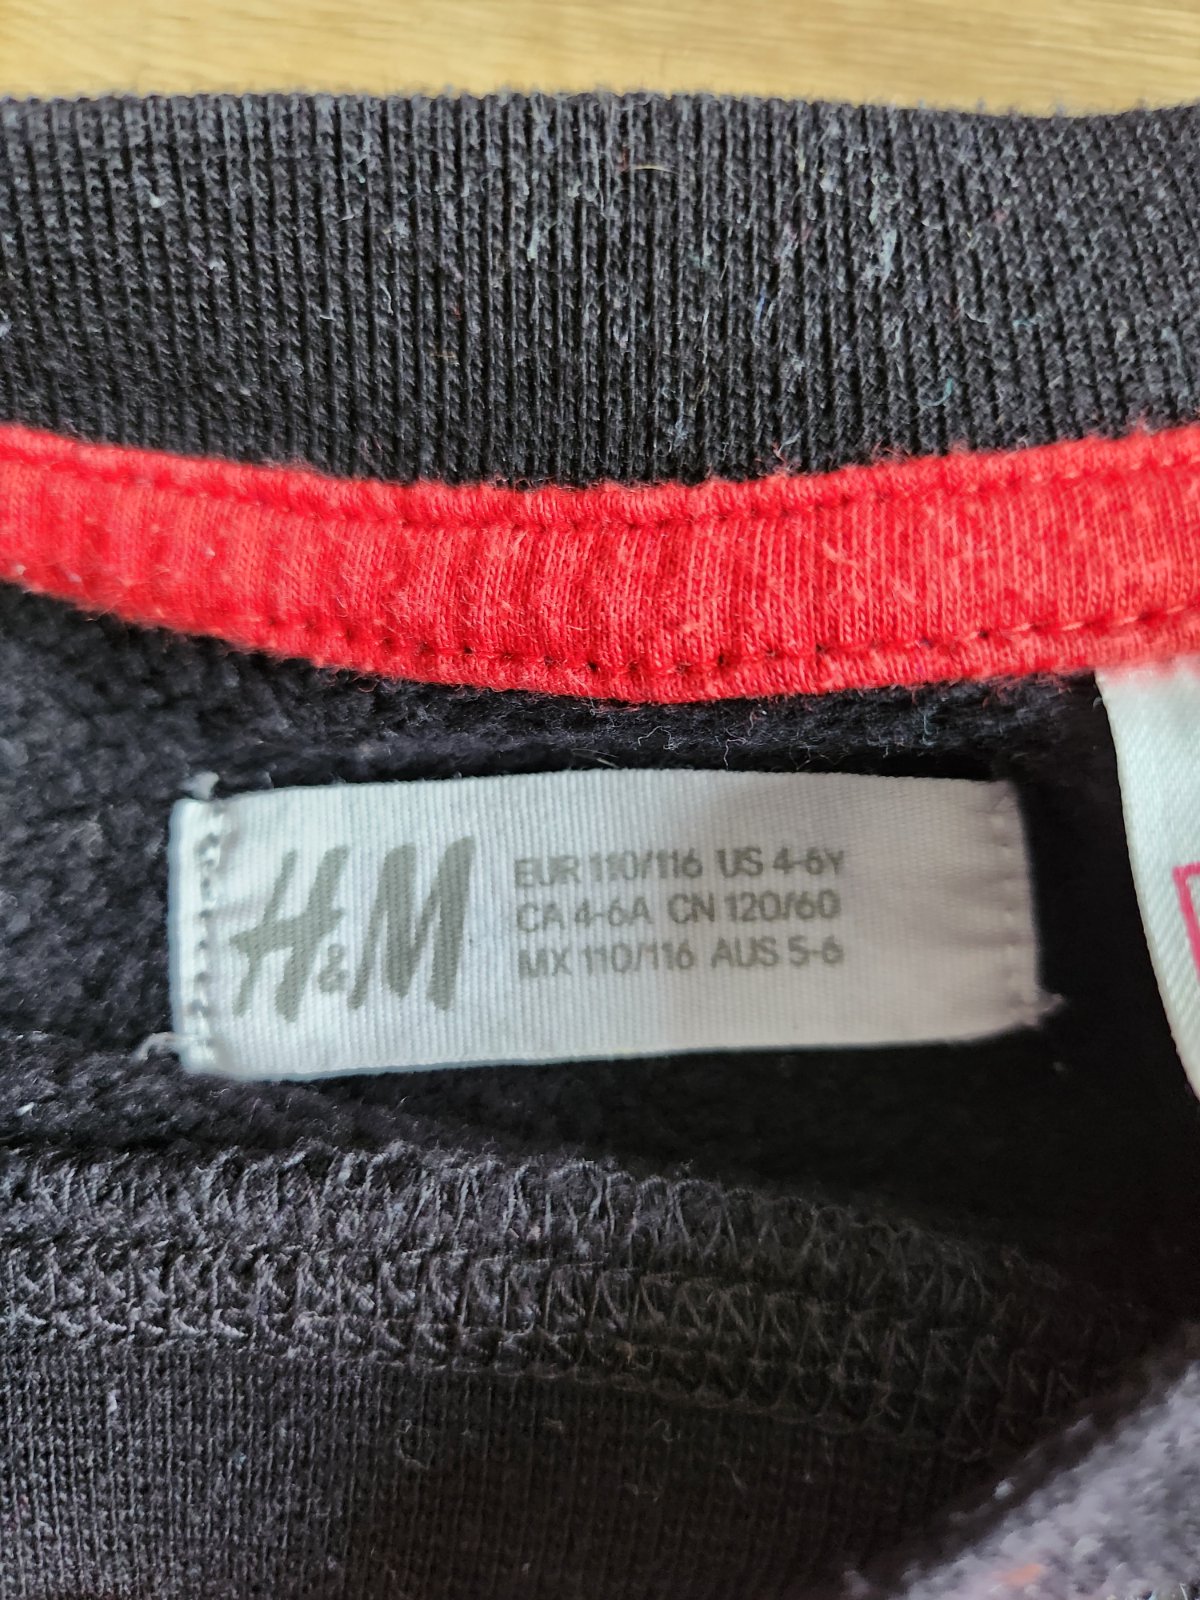 H&M
EUR 110/116 US 4-6Y
CA 4-6A CN 120/60
MX 110/116 AUS 5-6